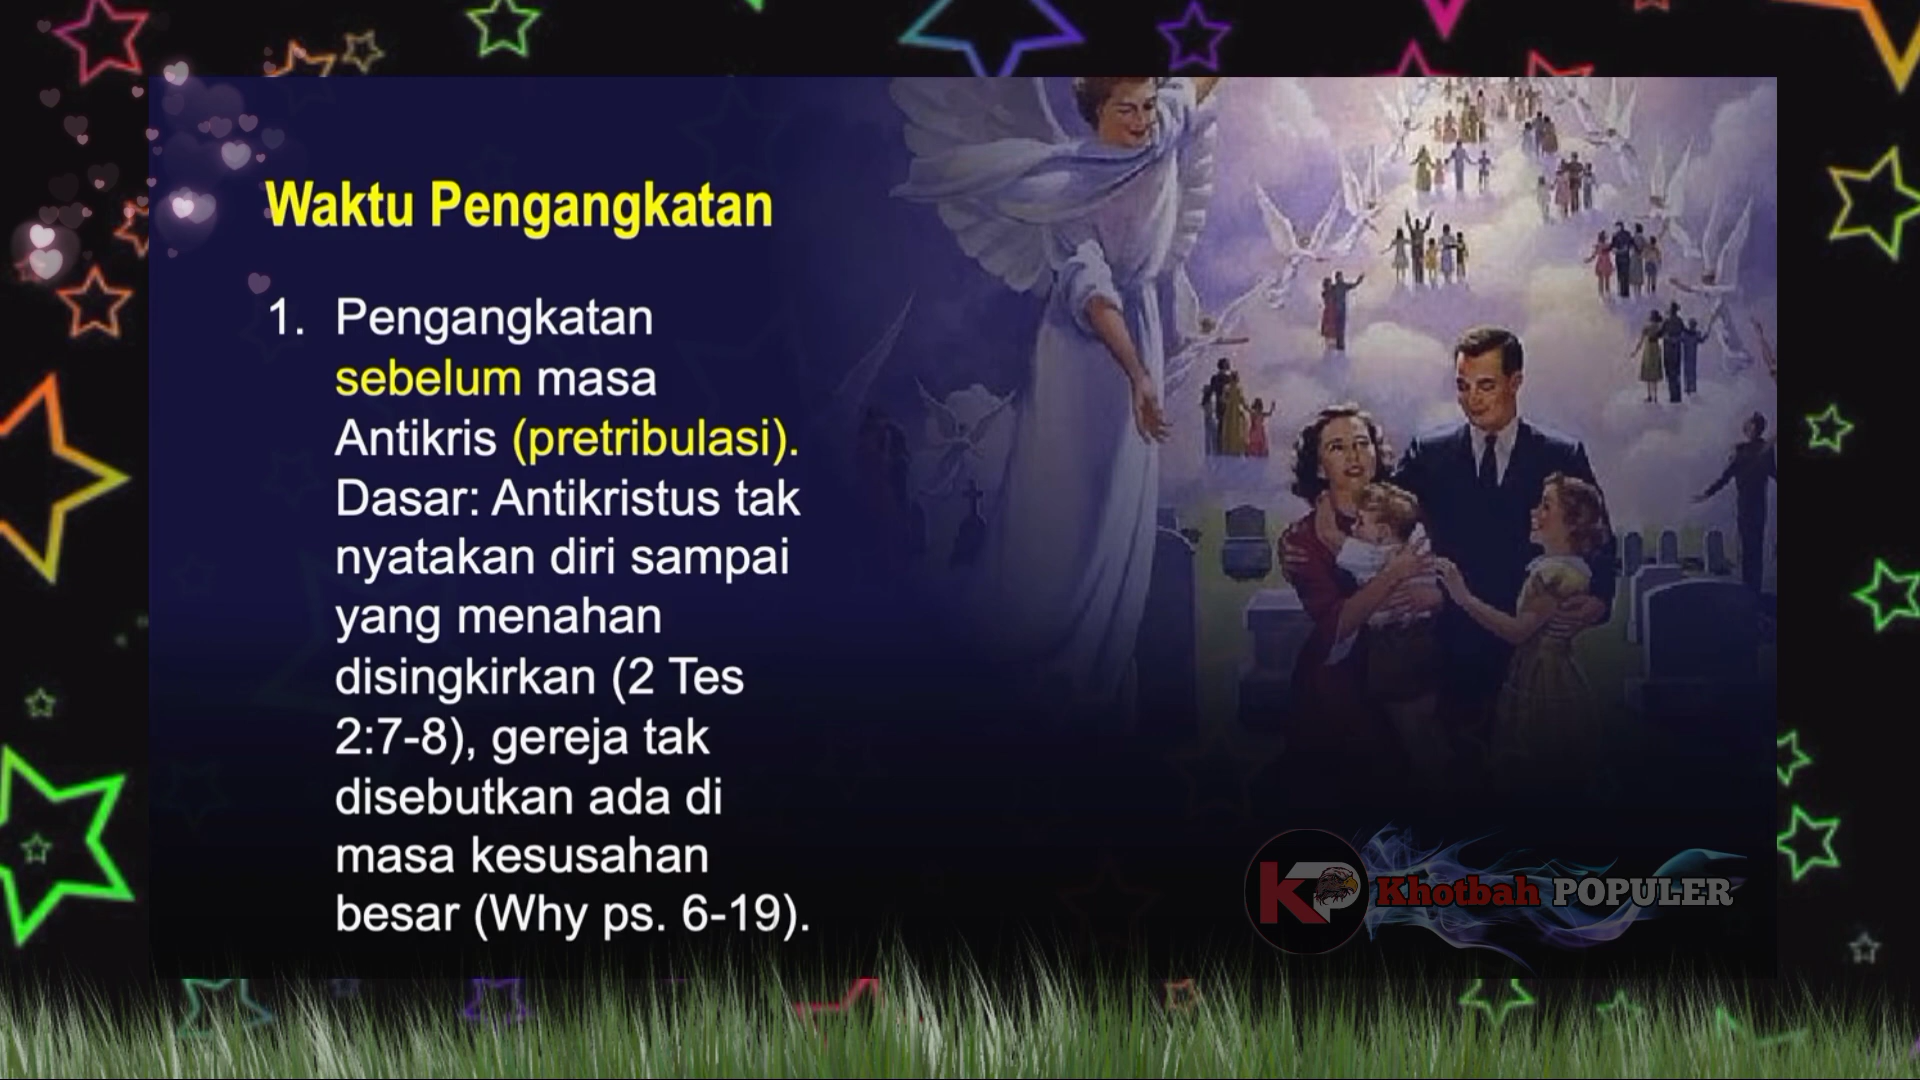 Waktu Pengangkatan
1. Pengangkatan
sebelum masa
Antikris (pretribulasi).
Dasar: Antikristus tak
nyatakan diri sampai
yang menahan
disingkirkan (2 Tes
2:7-8), gereja tak
disebutkan ada di
masa kesusahan
besar (Why ps. 6-19).
KP Khotbah POPULER